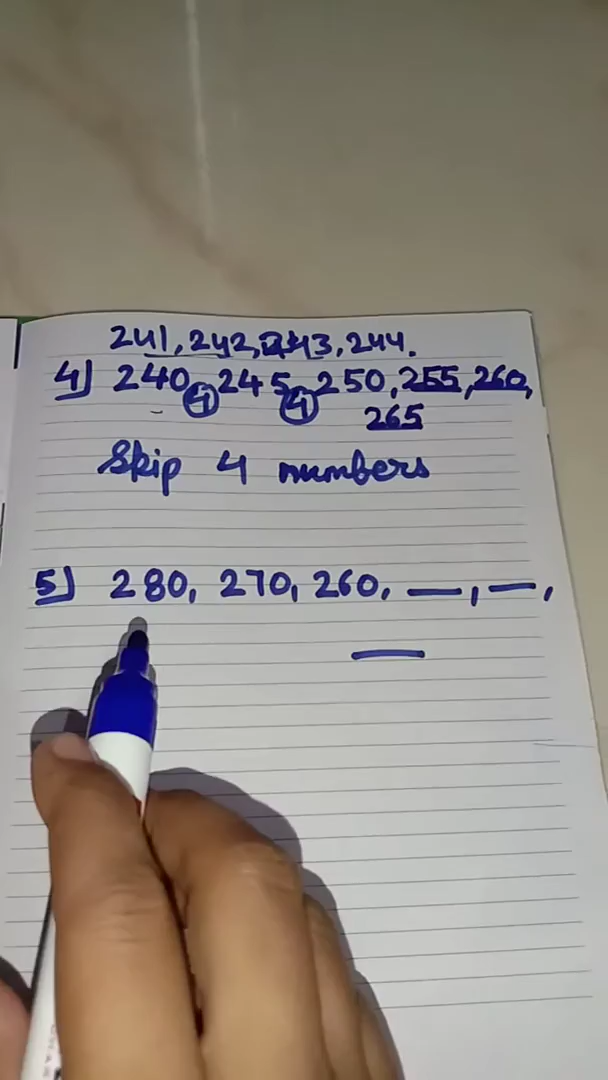 241, 242, 243, 244.
4) 240, 245, 250, 255, 260,
4 4
265
Skip 4 numbers
5) 280, 270, 260, __, __,
__